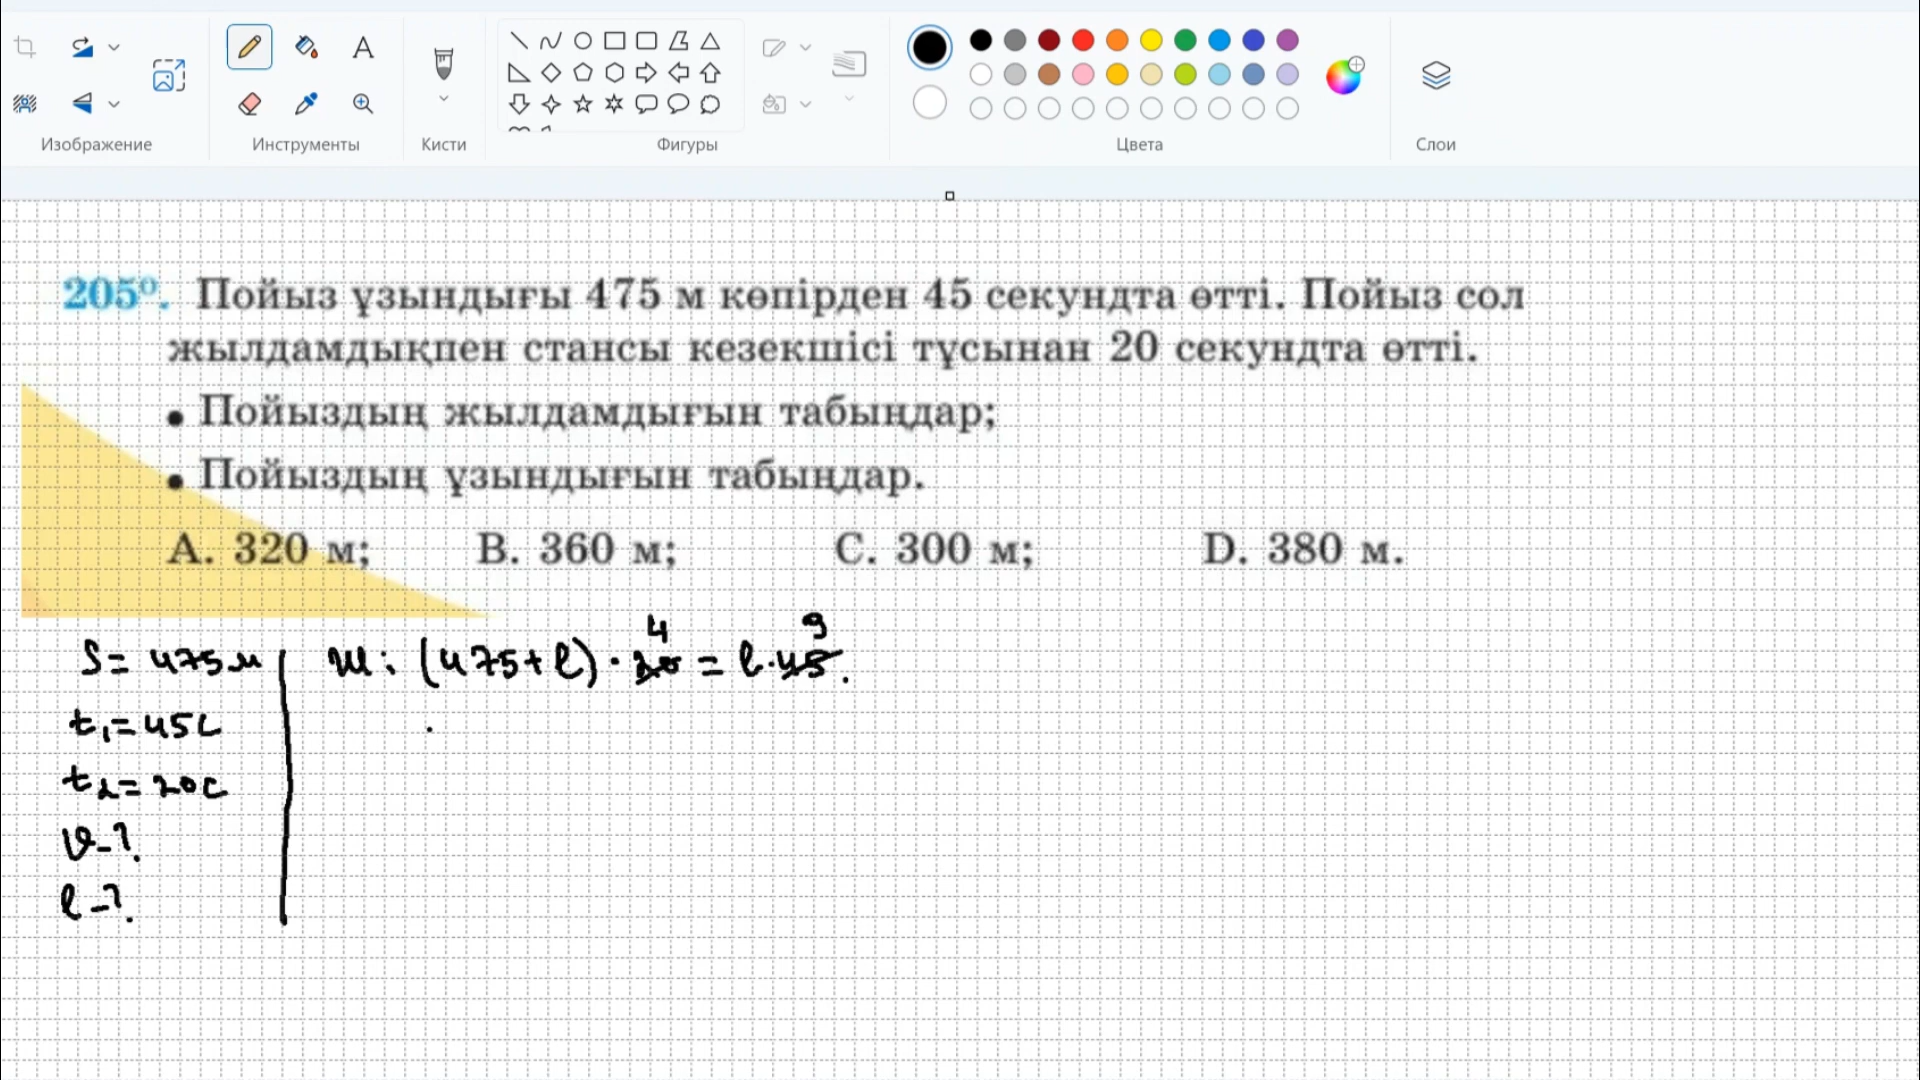 Изображение
Инструменты
Кисти
Фигуры
Цвета
Слои
205⁰. Пойыз ұзындығы 475 м көпірден 45 секундта өтті. Пойыз сол
жылдамдықпен стансы кезекшісі тұсынан 20 секундта өтті.
• Пойыздың жылдамдығын табыңдар;
• Пойыздың ұзындығын табыңдар.
A. 320 м; B. 360 м; C. 300 м; D. 380 м.
4 9
S = 475 м Ш: (475+l)·20 = l·45.
t₁=45с
t₂=20с
v-?
l-?